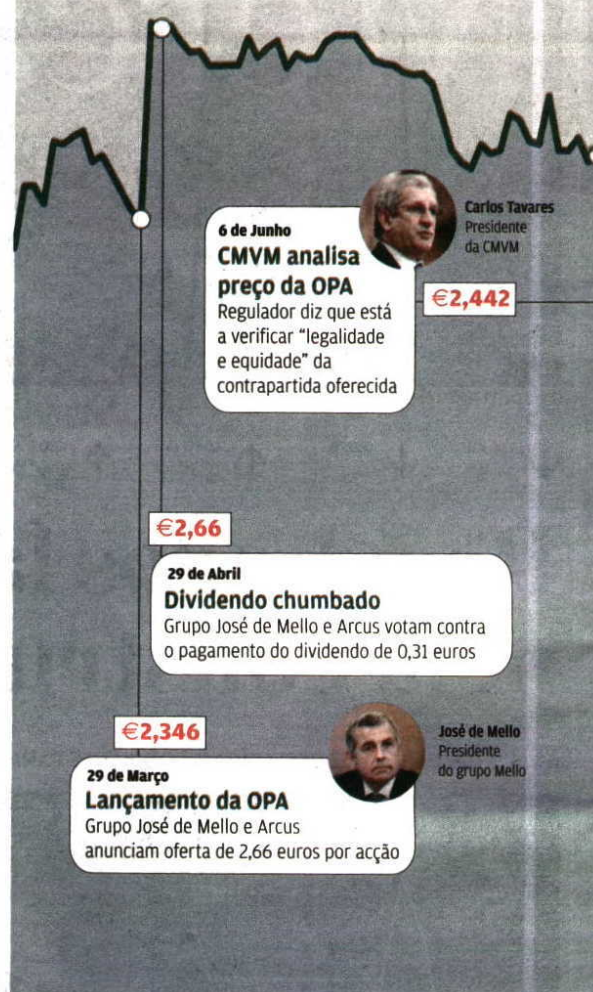 6 de Junho
CMVM analisa
preço da OPA
Regulador diz que está
a verificar “legalidade
e equidade” da
contrapartida oferecida
Carlos Tavares
Presidente
da CMVM
€2,442
€2,66
29 de Abril
Dividendo chumbado
Grupo José de Mello e Arcus votam contra
o pagamento do dividendo de 0,31 euros
€2,346
29 de Março
Lançamento da OPA
Grupo José de Mello e Arcus
anunciam oferta de 2,66 euros por acção
José de Mello
Presidente
do grupo Mello